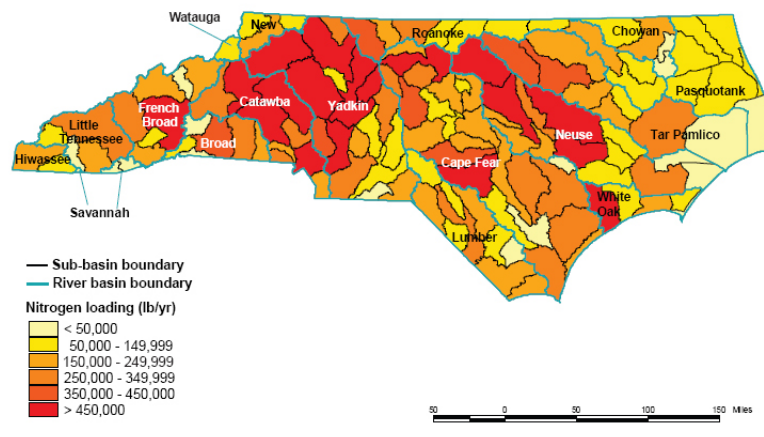 Watauga
New
Roanoke
Chowan
Pasquotank
French
Broad
Catawba
Yadkin
Little
Tennessee
Broad
Neuse
Tar Pamlico
Hiwassee
Cape Fear
Savannah
White
Oak
Lumber
Sub-basin boundary
River basin boundary
Nitrogen loading (lb/yr)
< 50,000
50,000 - 149,999
150,000 - 249,999
250,000 - 349,999
350,000 - 450,000
> 450,000
50 0 50 100 150 Miles